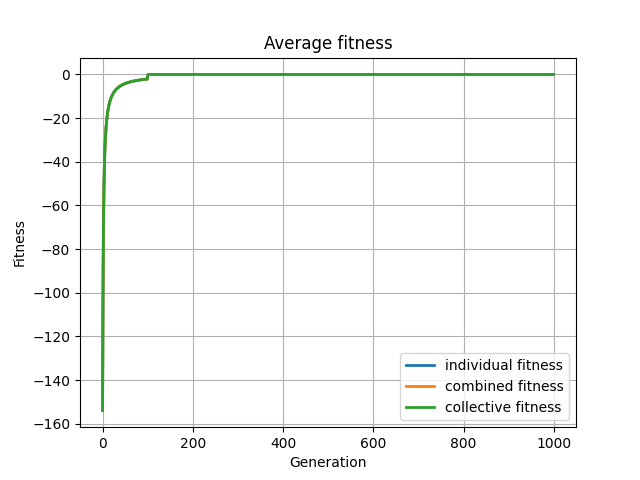 Average fitness
Fitness
0
−20
−40
−60
−80
−100
−120
−140
−160
0
200
400
600
800
1000
Generation
individual fitness
combined fitness
collective fitness